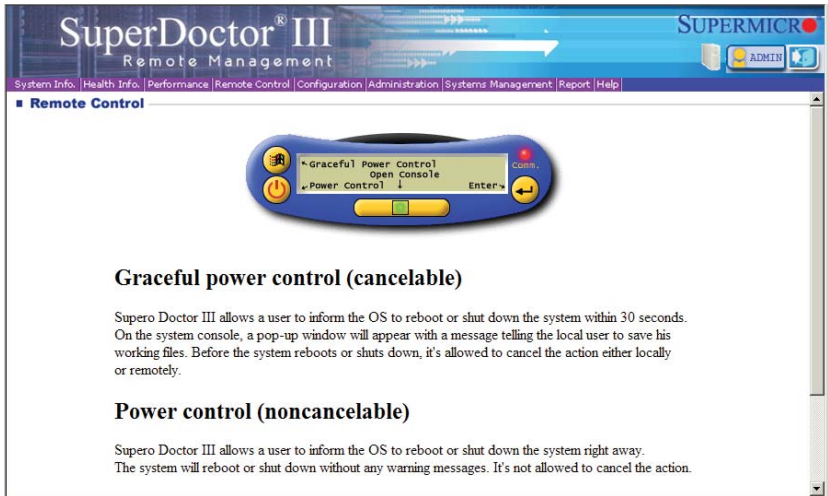 SuperDoctor® III
Remote Management
SUPERMICRO
ADMIN
System Info. |Health Info. |Performance |Remote Control |Configuration |Administration |Systems Management |Report |Help|
Remote Control
Graceful Power Control
Open Console
Power Control ↓ Enter
Comm.
Graceful power control (cancelable)
Supero Doctor III allows a user to inform the OS to reboot or shut down the system within 30 seconds.
On the system console, a pop-up window will appear with a message telling the local user to save his
working files. Before the system reboots or shuts down, it's allowed to cancel the action either locally
or remotely.
Power control (noncancelable)
Supero Doctor III allows a user to inform the OS to reboot or shut down the system right away.
The system will reboot or shut down without any warning messages. It's not allowed to cancel the action.